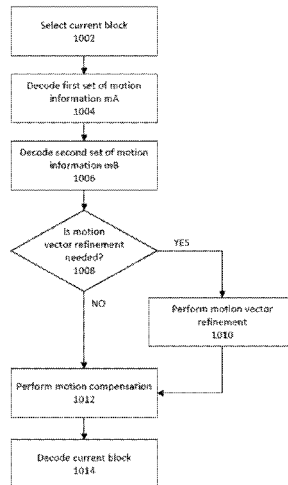 Select current block
1002
Decode first set of motion
information mA
1004
Decode second set of motion
information mB
1006
Is motion
vector refinement
needed?
1008
YES
NO
Perform motion vector
refinement
1010
Perform motion compensation
1012
Decode current block
1014